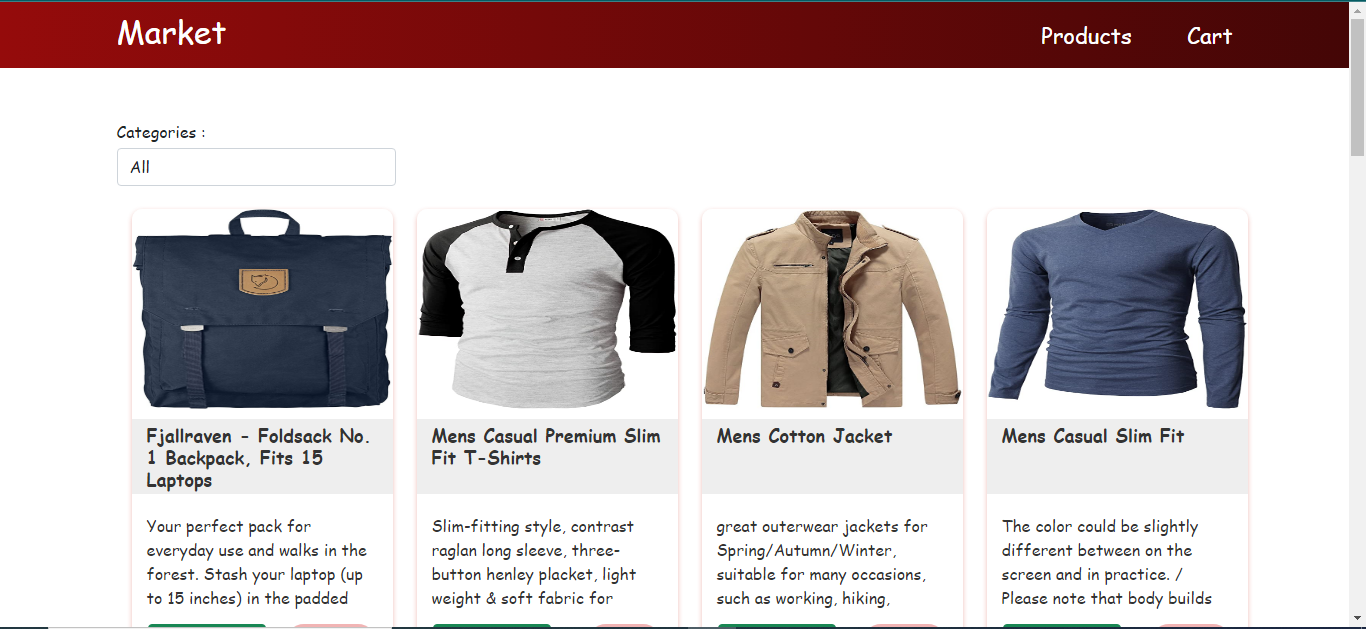 Market
Products
Cart
Categories :
All
Fjallraven - Foldsack No.
1 Backpack, Fits 15
Laptops
Your perfect pack for
everyday use and walks in the
forest. Stash your laptop (up
to 15 inches) in the padded
Mens Casual Premium Slim
Fit T-Shirts
Slim-fitting style, contrast
raglan long sleeve, three-
button henley placket, light
weight & soft fabric for
Mens Cotton Jacket
great outerwear jackets for
Spring/Autumn/Winter,
suitable for many occasions,
such as working, hiking,
Mens Casual Slim Fit
The color could be slightly
different between on the
screen and in practice. /
Please note that body builds